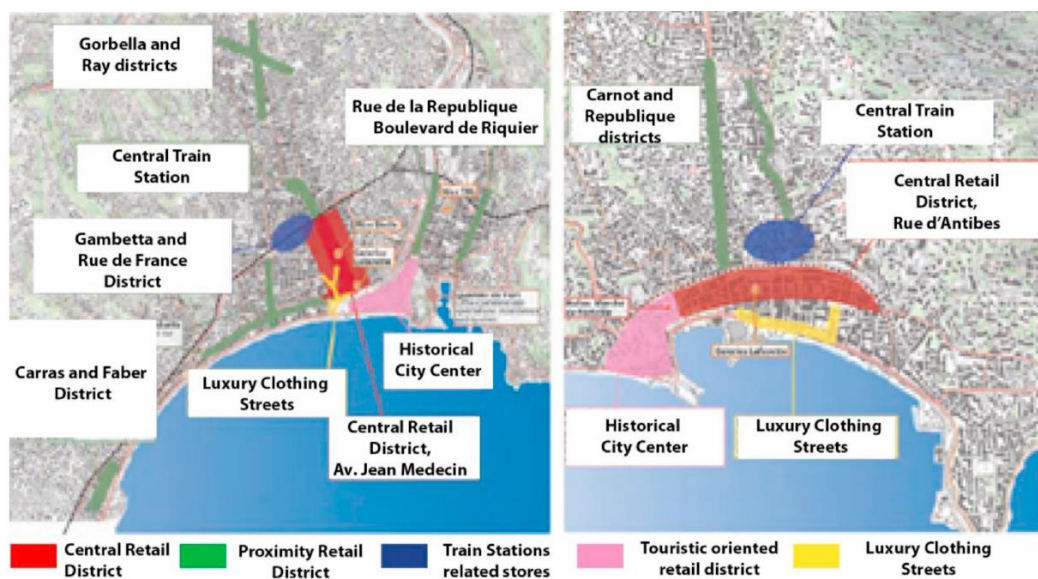 Gorbella and
Ray districts
Rue de la Republique
Boulevard de Riquier
Central Train
Station
Gambetta and
Rue de France
District
Carras and Faber
District
Luxury Clothing
Streets
Historical
City Center
Central Retail
District,
Av. Jean Medecin
Carnot and
Republique
districts
Central Train
Station
Central Retail
District,
Rue d'Antibes
Historical
City Center
Luxury Clothing
Streets
Central Retail
District
Proximity Retail
District
Train Stations
related stores
Touristic oriented
retail district
Luxury Clothing
Streets